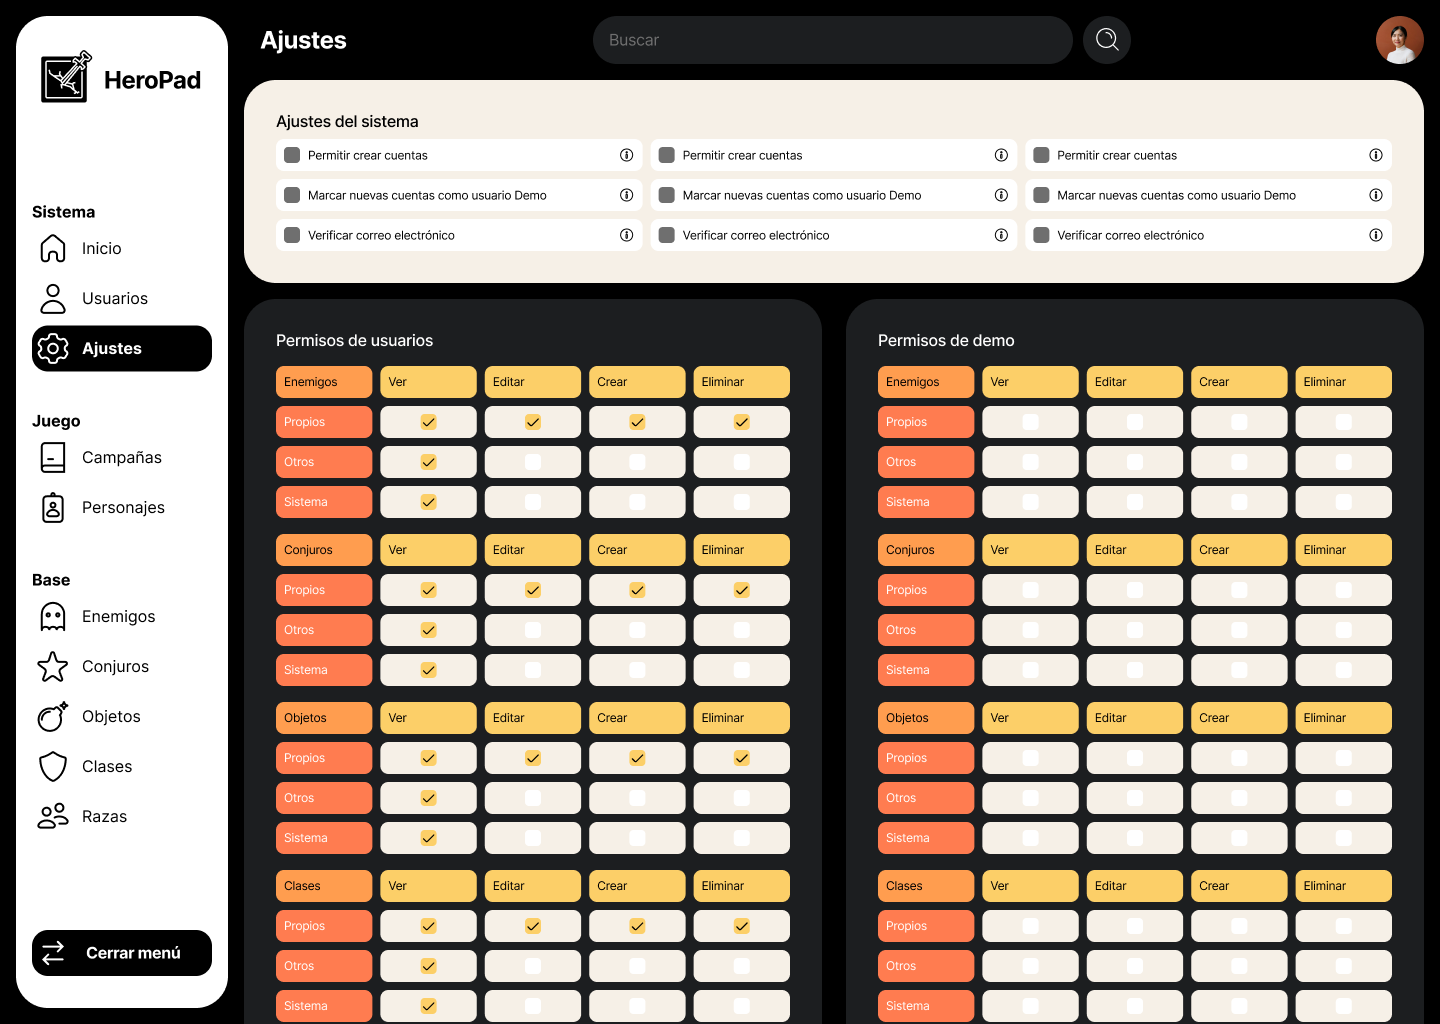 HeroPad
Sistema
Inicio
Usuarios
Ajustes
Juego
Campañas
Personajes
Base
Enemigos
Conjuros
Objetos
Clases
Razas
Cerrar menú
Ajustes
Buscar
Ajustes del sistema
Permitir crear cuentas Permitir crear cuentas Permitir crear cuentas
Marcar nuevas cuentas como usuario Demo Marcar nuevas cuentas como usuario Demo Marcar nuevas cuentas como usuario Demo
Verificar correo electrónico Verificar correo electrónico Verificar correo electrónico
Permisos de usuarios
Enemigos Ver Editar Crear Eliminar
Propios
Otros
Sistema
Conjuros Ver Editar Crear Eliminar
Propios
Otros
Sistema
Objetos Ver Editar Crear Eliminar
Propios
Otros
Sistema
Clases Ver Editar Crear Eliminar
Propios
Otros
Sistema
Permisos de demo
Enemigos Ver Editar Crear Eliminar
Propios
Otros
Sistema
Conjuros Ver Editar Crear Eliminar
Propios
Otros
Sistema
Objetos Ver Editar Crear Eliminar
Propios
Otros
Sistema
Clases Ver Editar Crear Eliminar
Propios
Otros
Sistema